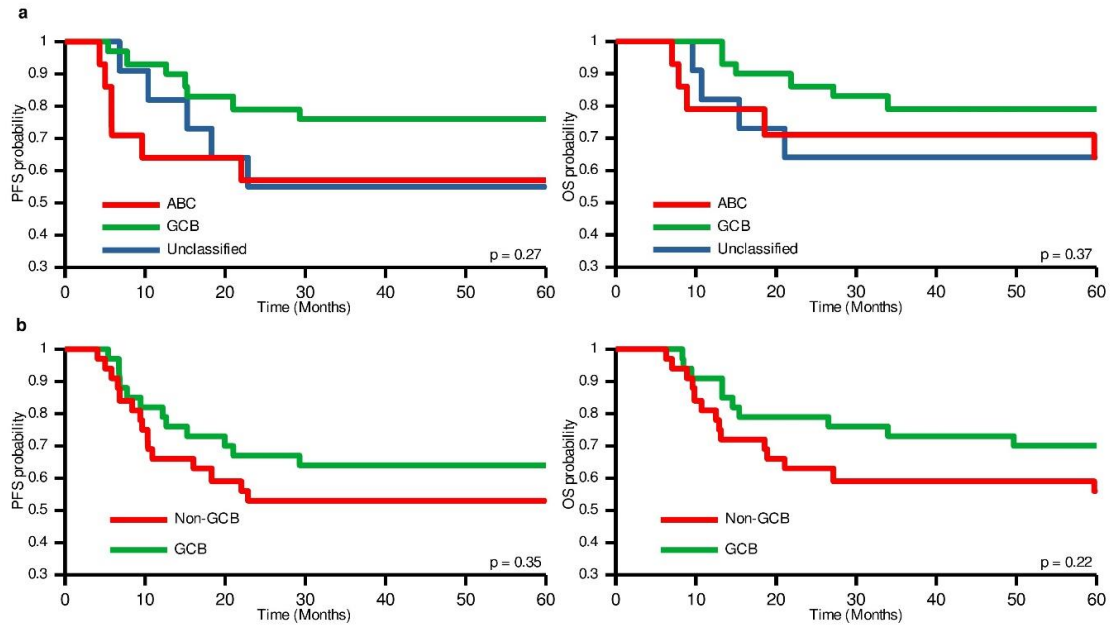 a
PFS probability
1
0.9
0.8
0.7
0.6
0.5
0.4
0.3
ABC
GCB
Unclassified
p = 0.27
0 10 20 30 40 50 60
Time (Months)
OS probability
1
0.9
0.8
0.7
0.6
0.5
0.4
0.3
ABC
GCB
Unclassified
p = 0.37
0 10 20 30 40 50 60
Time (Months)
b
PFS probability
1
0.9
0.8
0.7
0.6
0.5
0.4
0.3
Non-GCB
GCB
p = 0.35
0 10 20 30 40 50 60
Time (Months)
OS probability
1
0.9
0.8
0.7
0.6
0.5
0.4
0.3
Non-GCB
GCB
p = 0.22
0 10 20 30 40 50 60
Time (Months)